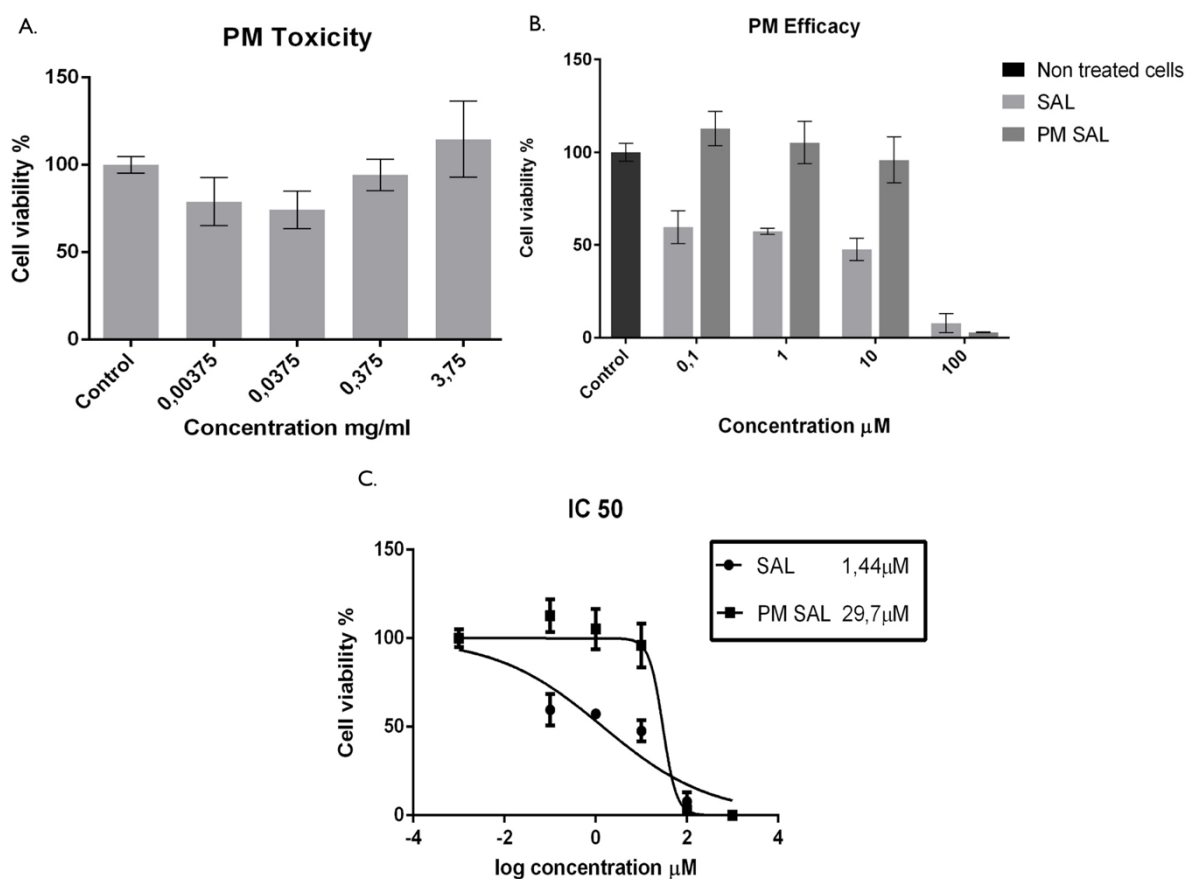 A.
PM Toxicity
Cell viability %
150
100
50
0
Control
0,00375
0,0375
0,375
3,75
Concentration mg/ml
B.
PM Efficacy
Cell viability %
150
100
50
0
Control
0,1
1
10
100
Concentration μM
Non treated cells
SAL
PM SAL
C.
IC 50
Cell viability %
150
100
50
0
-4
-2
0
2
4
log concentration μM
SAL 1,44μM
PM SAL 29,7μM